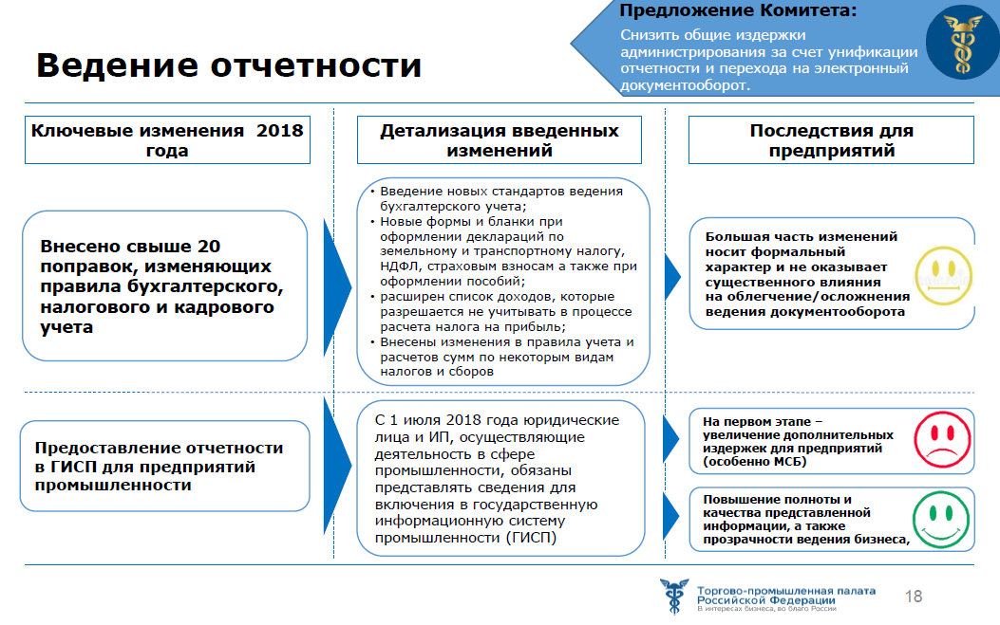 Предложение Комитета:
Снизить общие издержки
администрирования за счет унификации
отчетности и перехода на электронный
документооборот.
Ведение отчетности
Ключевые изменения 2018
года
Детализация введенных
изменений
Последствия для
предприятий
Внесено свыше 20
поправок, изменяющих
правила бухгалтерского,
налогового и кадрового
учета
• Введение новых стандартов ведения
бухгалтерского учета;
• Новые формы и бланки при
оформлении деклараций по
земельному и транспортному налогу,
НДФЛ, страховым взносам а также при
оформлении пособий;
• расширен список доходов, которые
разрешается не учитывать в процессе
расчета налога на прибыль;
• Внесены изменения в правила учета и
расчетов сумм по некоторым видам
налогов и сборов
Большая часть изменений
носит формальный
характер и не оказывает
существенного влияния
на облегчение/осложнения
ведения документооборота
Предоставление отчетности
в ГИСП для предприятий
промышленности
С 1 июля 2018 года юридические
лица и ИП, осуществляющие
деятельность в сфере
промышленности, обязаны
представлять сведения для
включения в государственную
информационную систему
промышленности (ГИСП)
На первом этапе –
увеличение дополнительных
издержек для предприятий
(особенно МСБ)
Повышение полноты и
качества представленной
информации, а также
прозрачности ведения бизнеса,
Торгово-промышленная палата
Российской Федерации
В интересах бизнеса, во благо России
18